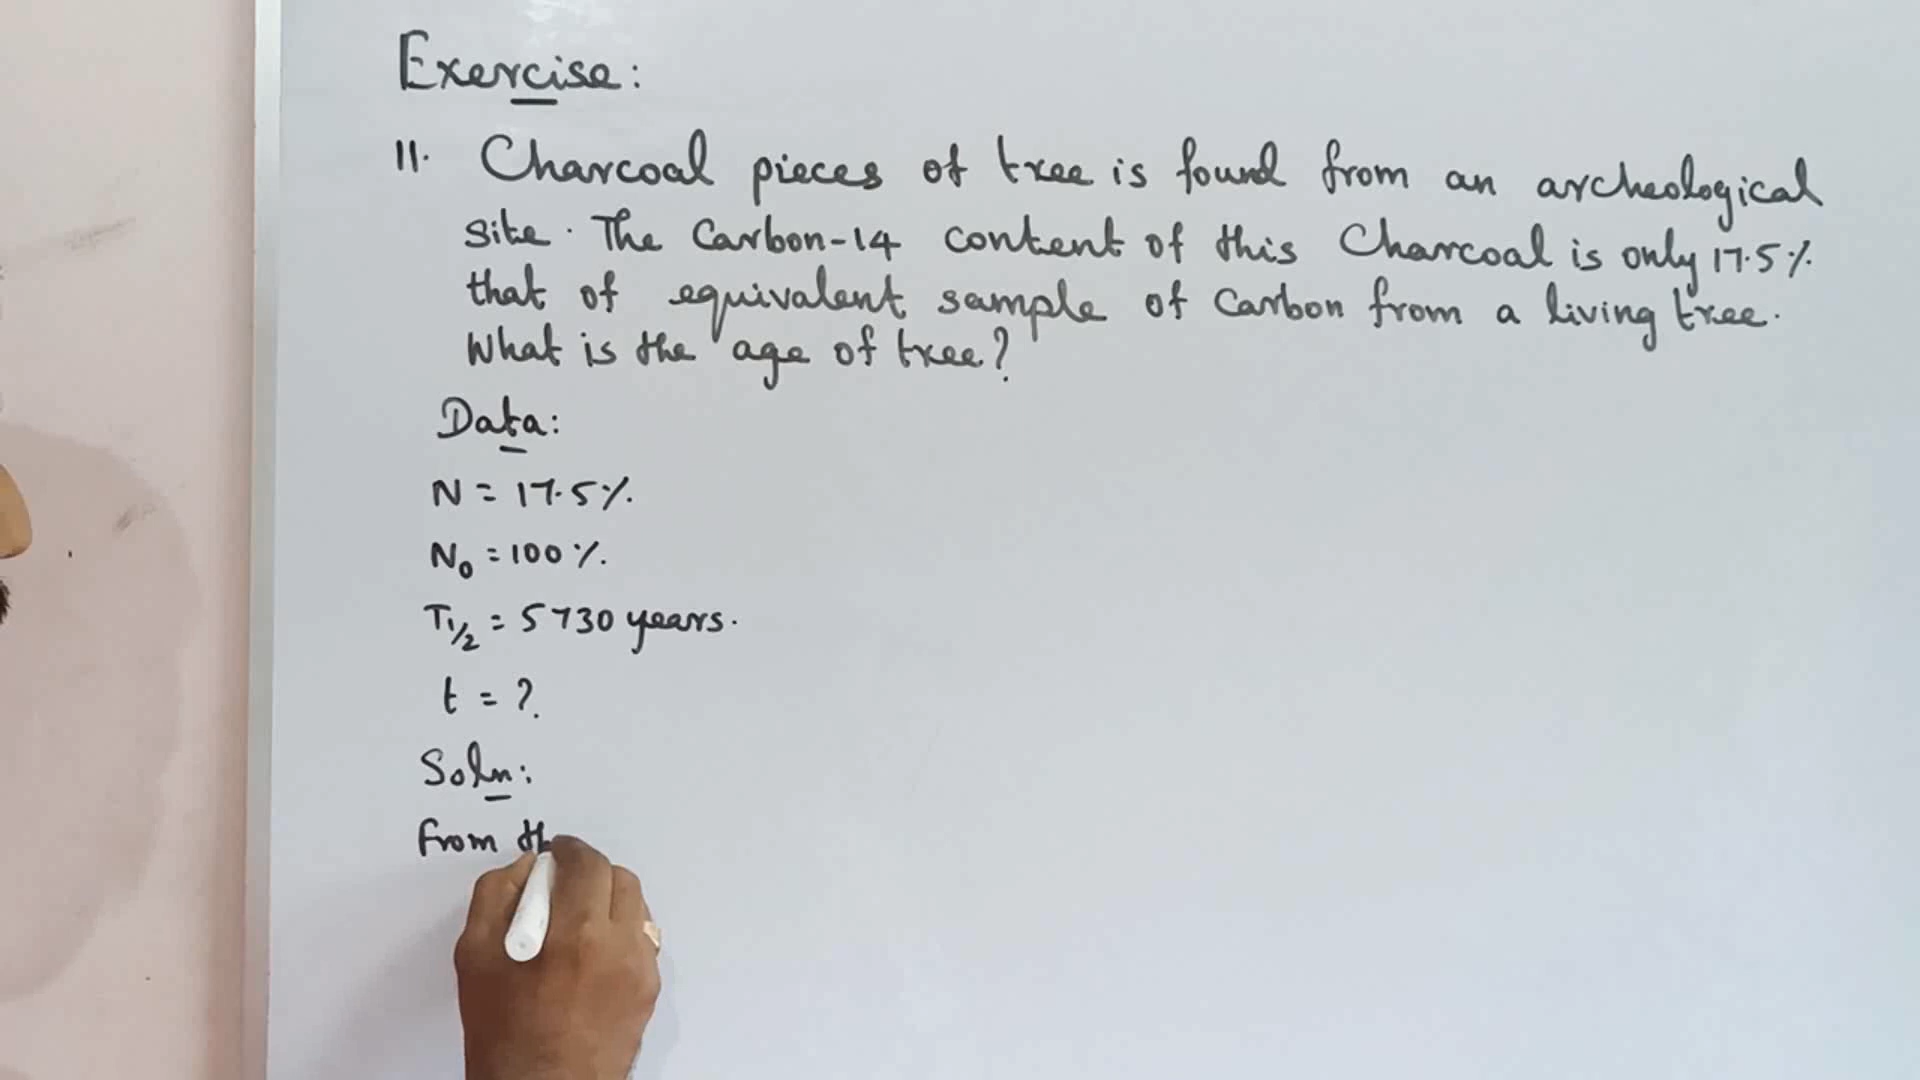 Exercise:
11. Charcoal pieces of tree is found from an archeological
site. The Carbon-14 content of this Charcoal is only 17.5%
that of equivalent sample of Carbon from a living tree.
What is the age of tree?
Data:
N = 17.5%.
N₀ = 100%.
T1/2 = 5730 years.
t = ?
Soln:
From th